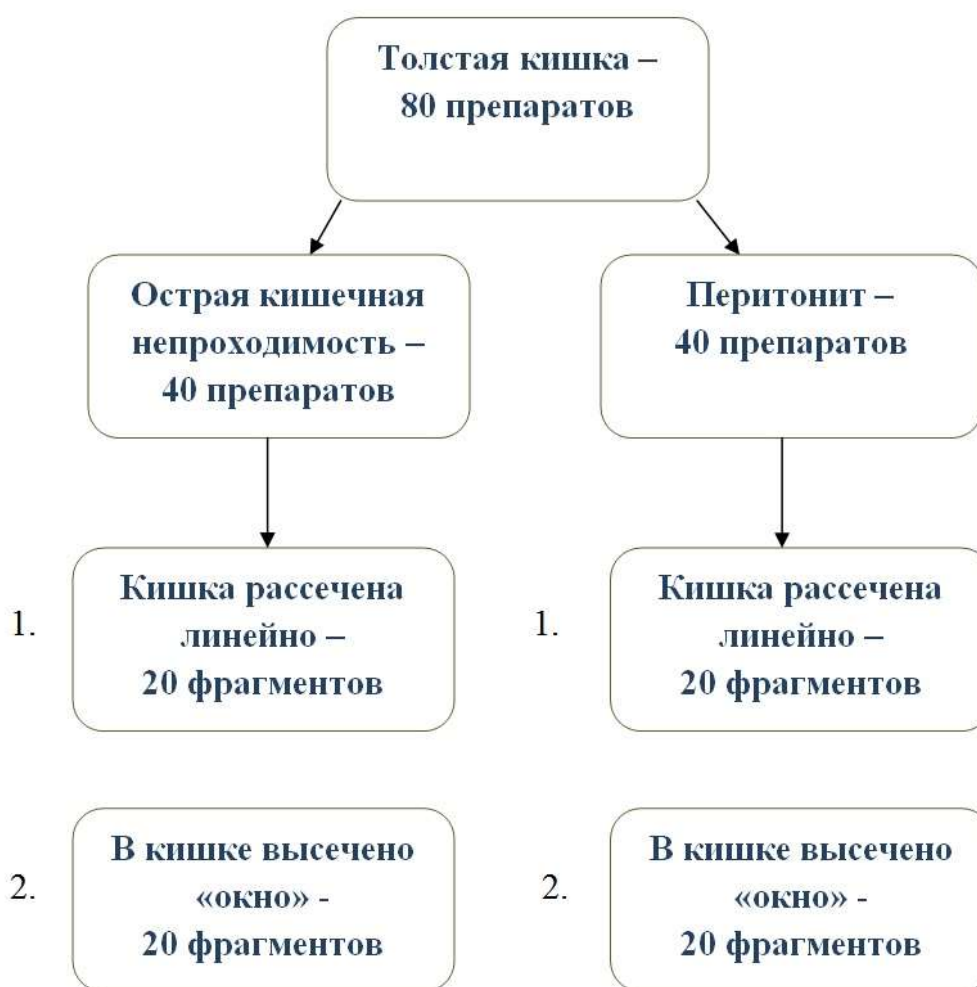 Толстая кишка –
80 препаратов
Острая кишечная
непроходимость –
40 препаратов
Перитонит –
40 препаратов
1.
Кишка рассечена
линейно –
20 фрагментов
1.
Кишка рассечена
линейно –
20 фрагментов
2.
В кишке высечено
«окно» -
20 фрагментов
2.
В кишке высечено
«окно» -
20 фрагментов